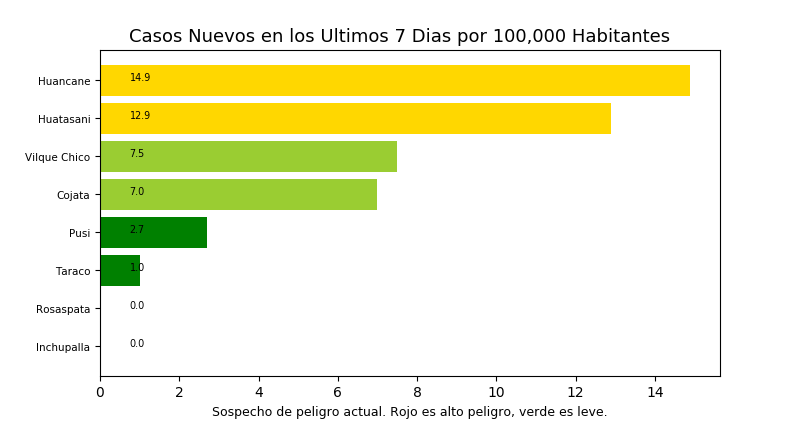 Casos Nuevos en los Ultimos 7 Dias por 100,000 Habitantes
Huancane 14.9
Huatasani 12.9
Vilque Chico 7.5
Cojata 7.0
Pusi 2.7
Taraco 1.0
Rosaspata 0.0
Inchupalla 0.0
0 2 4 6 8 10 12 14
Sospecho de peligro actual. Rojo es alto peligro, verde es leve.